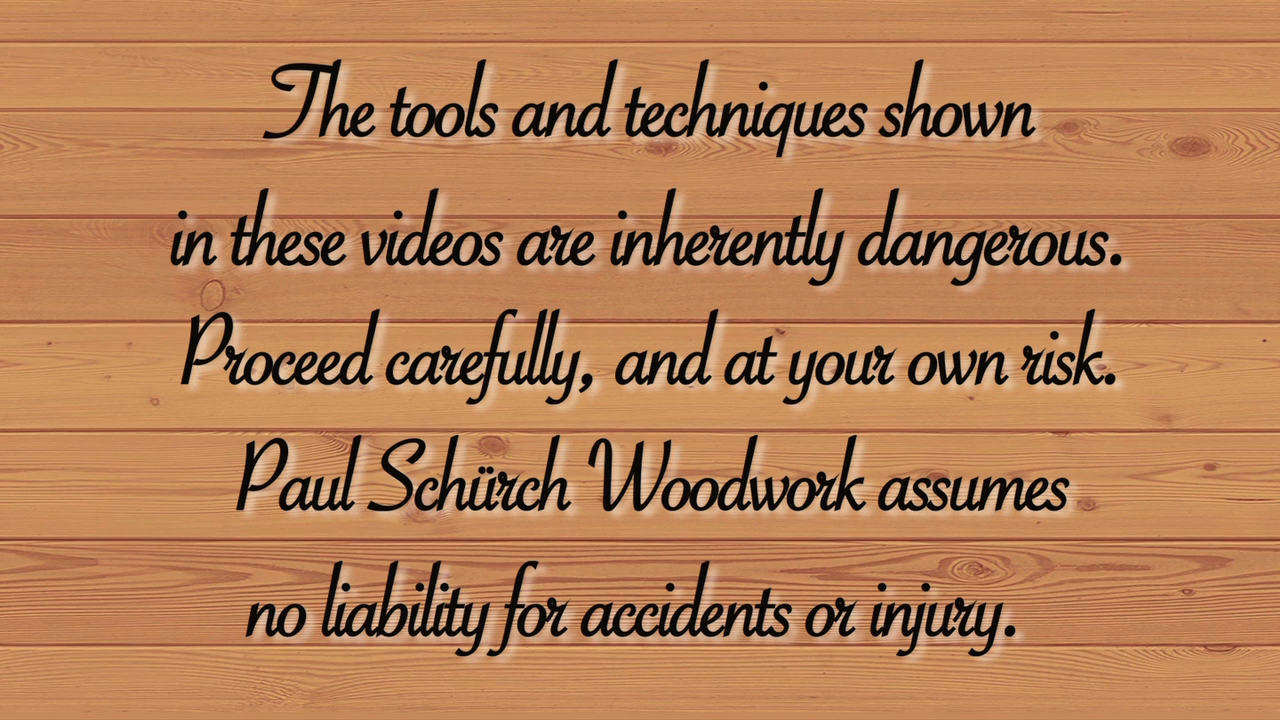 The tools and techniques shown
in these videos are inherently dangerous.
Proceed carefully, and at your own risk.
Paul Schürch Woodwork assumes
no liability for accidents or injury.